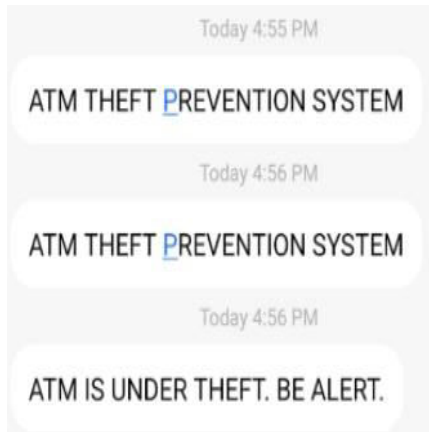 Today 4:55 PM
ATM THEFT PREVENTION SYSTEM
Today 4:56 PM
ATM THEFT PREVENTION SYSTEM
Today 4:56 PM
ATM IS UNDER THEFT. BE ALERT.